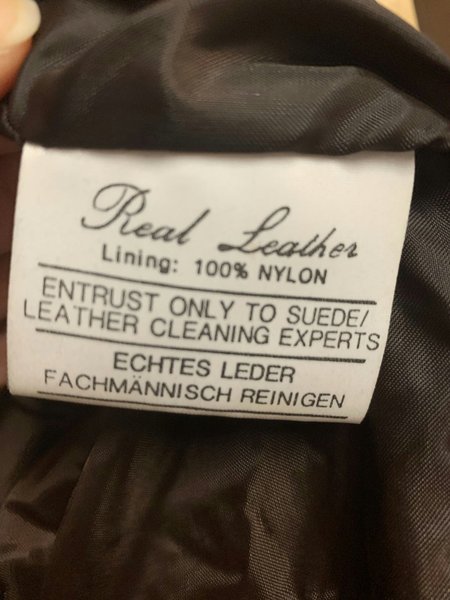 Real Leather
Lining: 100% NYLON
ENTRUST ONLY TO SUEDE/
LEATHER CLEANING EXPERTS
ECHTES LEDER
FACHMÄNNISCH REINIGEN